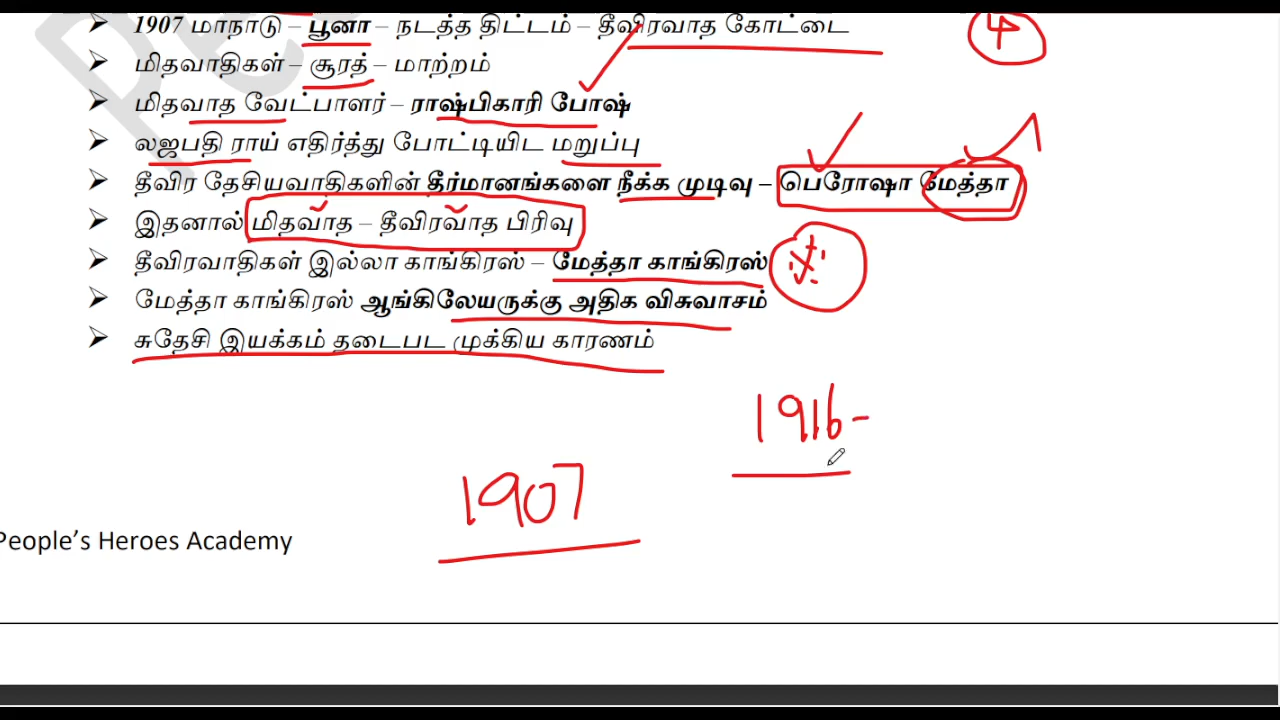 ➤ 1907 மாநாடு – பூனா – நடத்த திட்டம் – தீவிரவாத கோட்டை
4
➤ மிதவாதிகள் – சூரத் – மாற்றம்
➤ மிதவாத வேட்பாளர் – ராஷ்பிகாரி போஷ்
➤ லஜபதி ராய் எதிர்த்து போட்டியிட மறுப்பு
➤ தீவிர தேசியவாதிகளின் தீர்மானங்களை நீக்க முடிவு – பெரோஷா மேத்தா
➤ இதனால் மிதவாத – தீவிரவாத பிரிவு
➤ தீவிரவாதிகள் இல்லா காங்கிரஸ் – மேத்தா காங்கிரஸ்
➤ மேத்தா காங்கிரஸ் ஆங்கிலேயருக்கு அதிக விசுவாசம்
➤ சுதேசி இயக்கம் தடைபட முக்கிய காரணம்
1916 –
1907
People's Heroes Academy